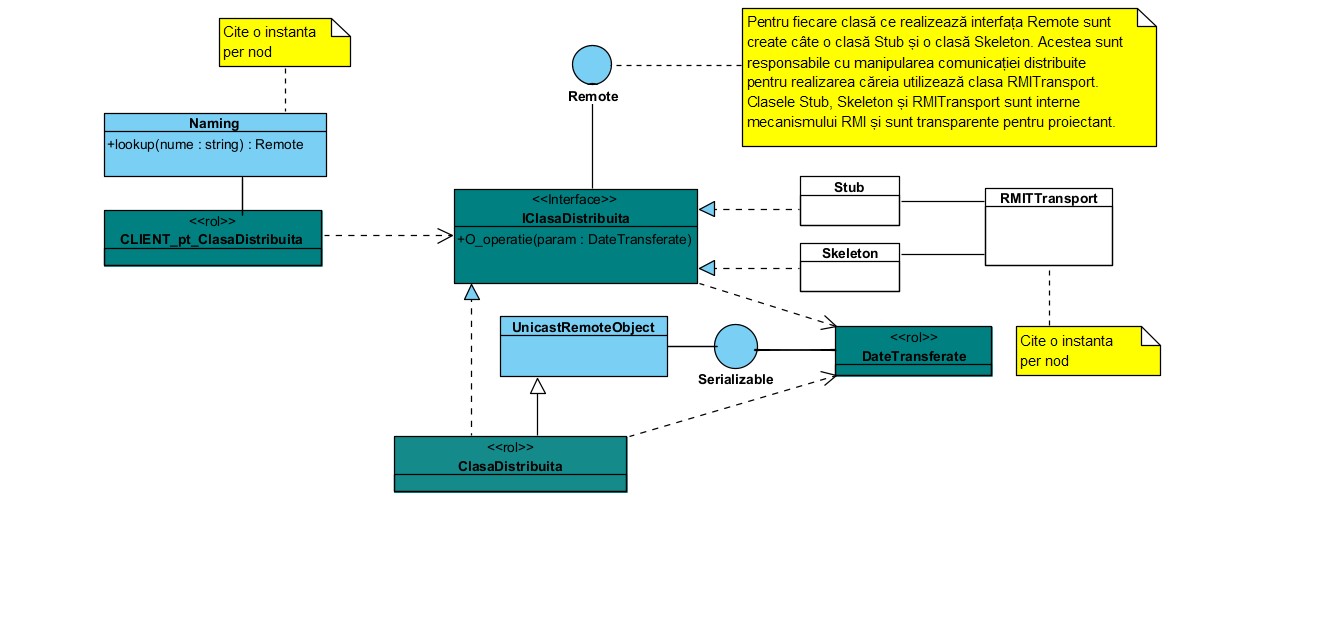 Cite o instanta
per nod
Pentru fiecare clasă ce realizează interfața Remote sunt
create câte o clasă Stub și o clasă Skeleton. Acestea sunt
responsabile cu manipularea comunicației distribuite
pentru realizarea căreia utilizează clasa RMITransport.
Clasele Stub, Skeleton și RMITransport sunt interne
mecanismului RMI și sunt transparente pentru proiectant.
Remote
Naming
+lookup(nume : string) : Remote
<<rol>>
CLIENT_pt_ClasaDistribuita
<<Interface>>
IClasaDistribuita
+O_operatie(param : DateTransferate)
Stub
Skeleton
RMITTransport
UnicastRemoteObject
Serializable
<<rol>>
DateTransferate
Cite o instanta
per nod
<<rol>>
ClasaDistribuita